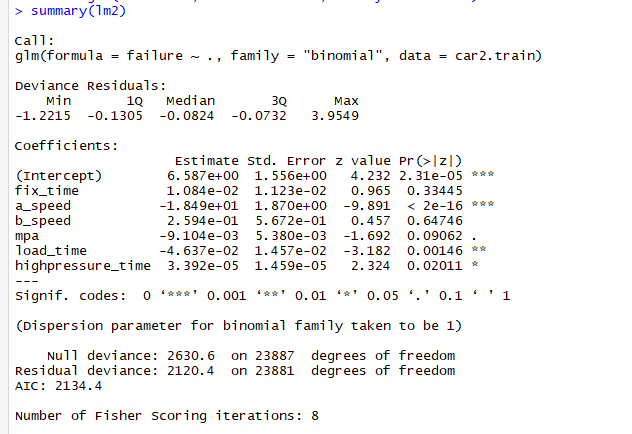 > summary(lm2)
Call:
glm(formula = failure ~ ., family = "binomial", data = car2.train)
Deviance Residuals:
    Min       1Q   Median       3Q      Max
-1.2215  -0.1305  -0.0824  -0.0732   3.9549
Coefficients:
                    Estimate Std. Error z value Pr(>|z|)
(Intercept)        6.587e+00  1.556e+00   4.232 2.31e-05 ***
fix_time           1.084e-02  1.123e-02   0.965  0.33445
a_speed           -1.849e+01  1.870e+00  -9.891  < 2e-16 ***
b_speed            2.594e-01  5.672e-01   0.457  0.64746
mpa               -9.104e-03  5.380e-03  -1.692  0.09062 .
load_time         -4.637e-02  1.457e-02  -3.182  0.00146 **
highpressure_time  3.392e-05  1.459e-05   2.324  0.02011 *
---
Signif. codes:  0 ‘***’ 0.001 ‘**’ 0.01 ‘*’ 0.05 ‘.’ 0.1 ‘ ’ 1
(Dispersion parameter for binomial family taken to be 1)
    Null deviance: 2630.6  on 23887  degrees of freedom
Residual deviance: 2120.4  on 23881  degrees of freedom
AIC: 2134.4
Number of Fisher Scoring iterations: 8